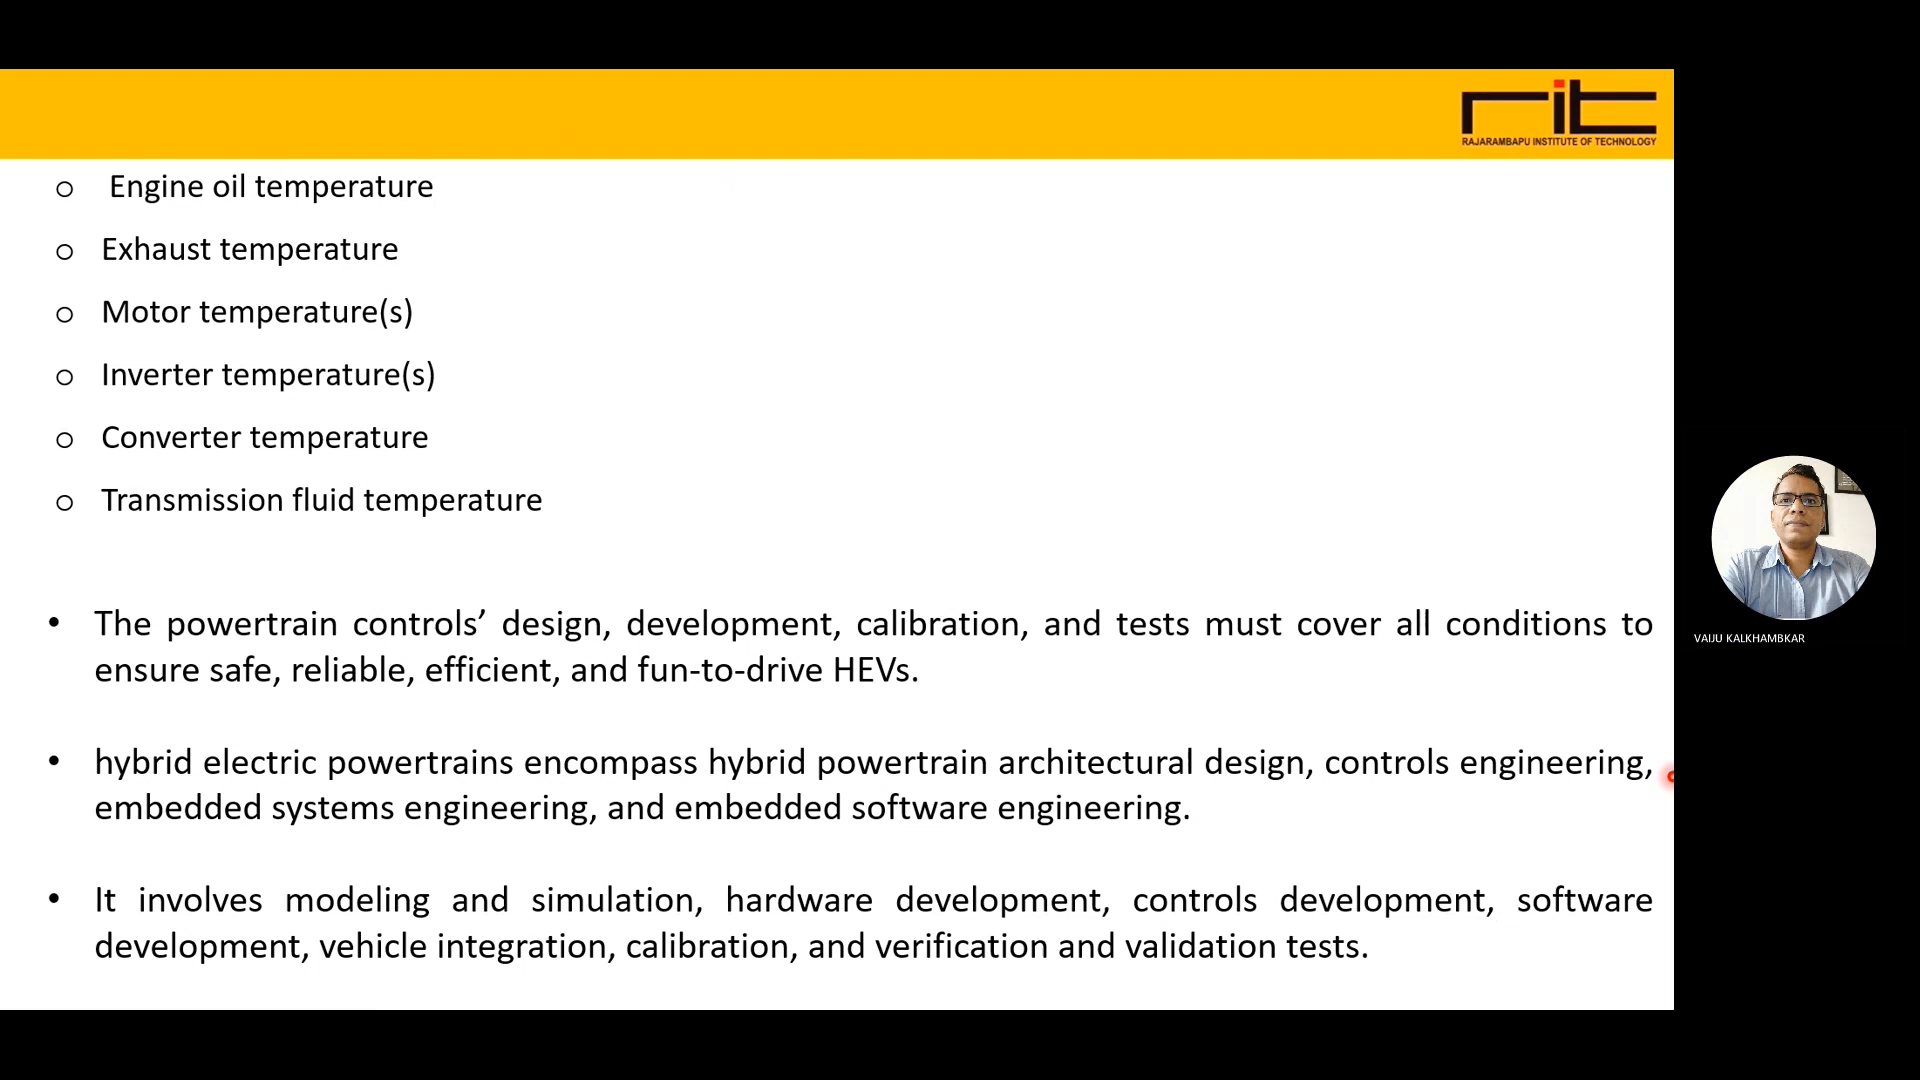 rit
RAJARAMBAPU INSTITUTE OF TECHNOLOGY
o Engine oil temperature
o Exhaust temperature
o Motor temperature(s)
o Inverter temperature(s)
o Converter temperature
o Transmission fluid temperature
• The powertrain controls’ design, development, calibration, and tests must cover all conditions to
ensure safe, reliable, efficient, and fun-to-drive HEVs.
• hybrid electric powertrains encompass hybrid powertrain architectural design, controls engineering,
embedded systems engineering, and embedded software engineering.
• It involves modeling and simulation, hardware development, controls development, software
development, vehicle integration, calibration, and verification and validation tests.
VAIJU KALKHAMBKAR